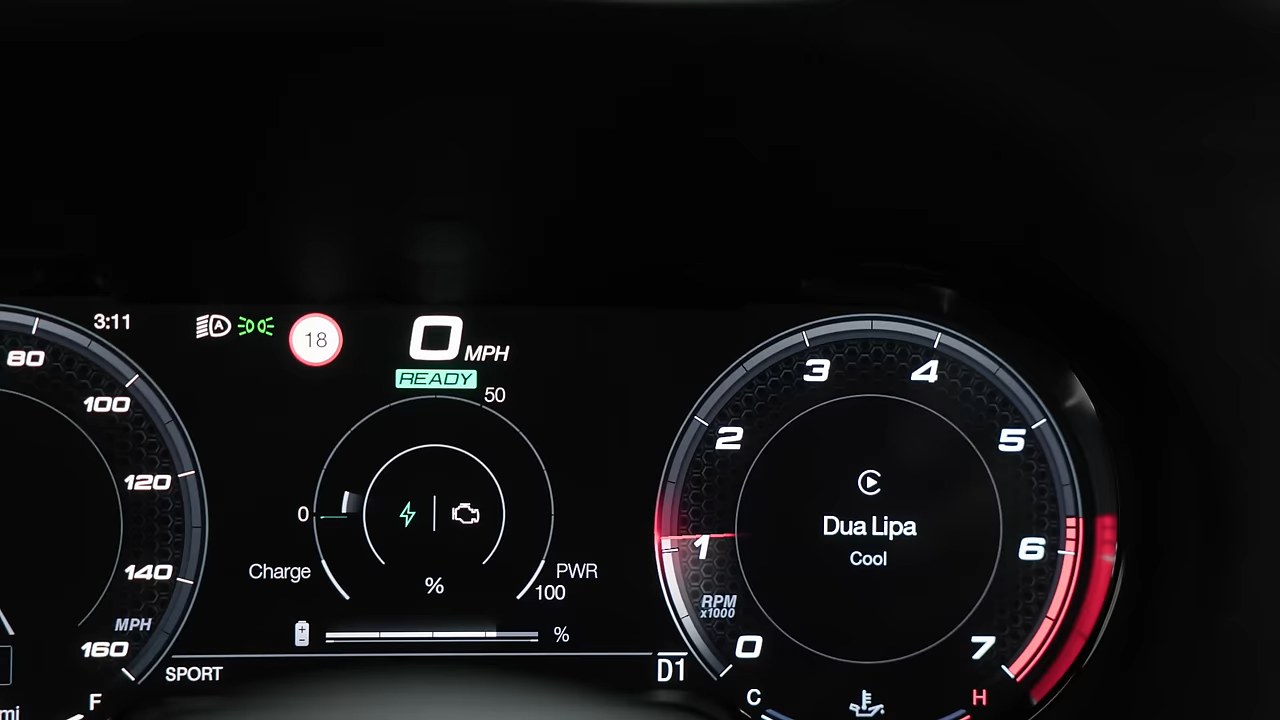 3:11
A
18
0 MPH
READY
80
100
120
140
MPH
160
F
mi
50
0
Charge
PWR
100
%
%
SPORT
D1
0
1
2
3
4
5
6
7
RPM
x1000
Dua Lipa
Cool
C
H